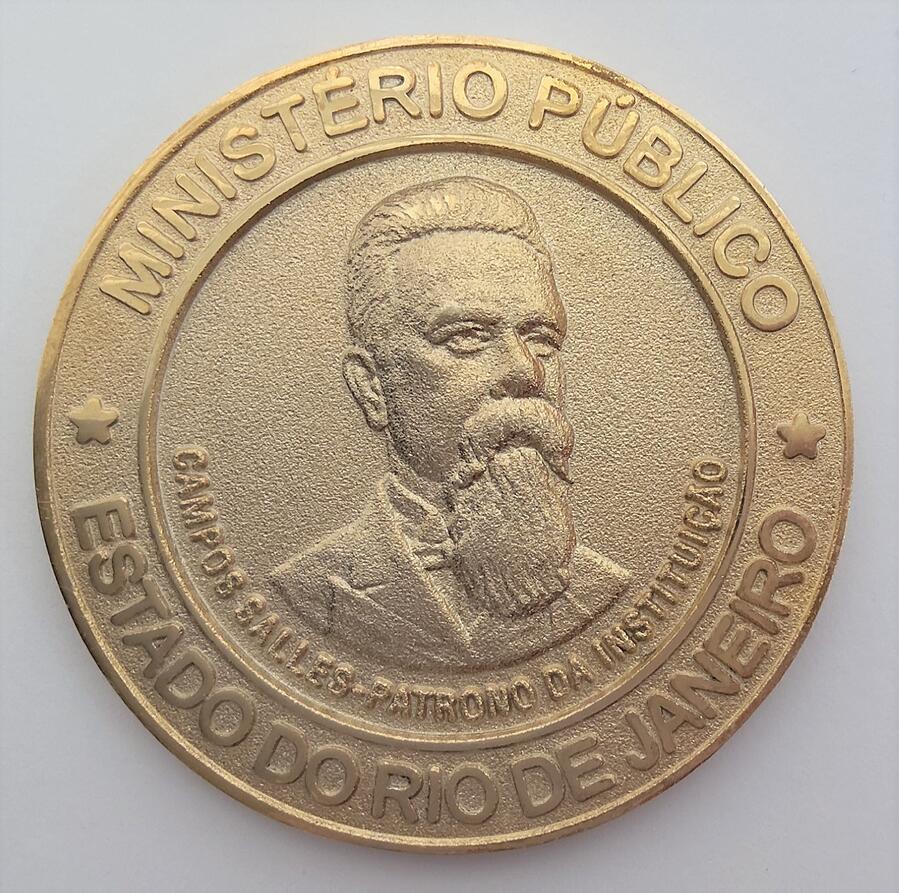 MINISTÉRIO PÚBLICO
CAMPOS SALLES-PATRONO DA INSTITUIÇÃO
ESTADO DO RIO DE JANEIRO